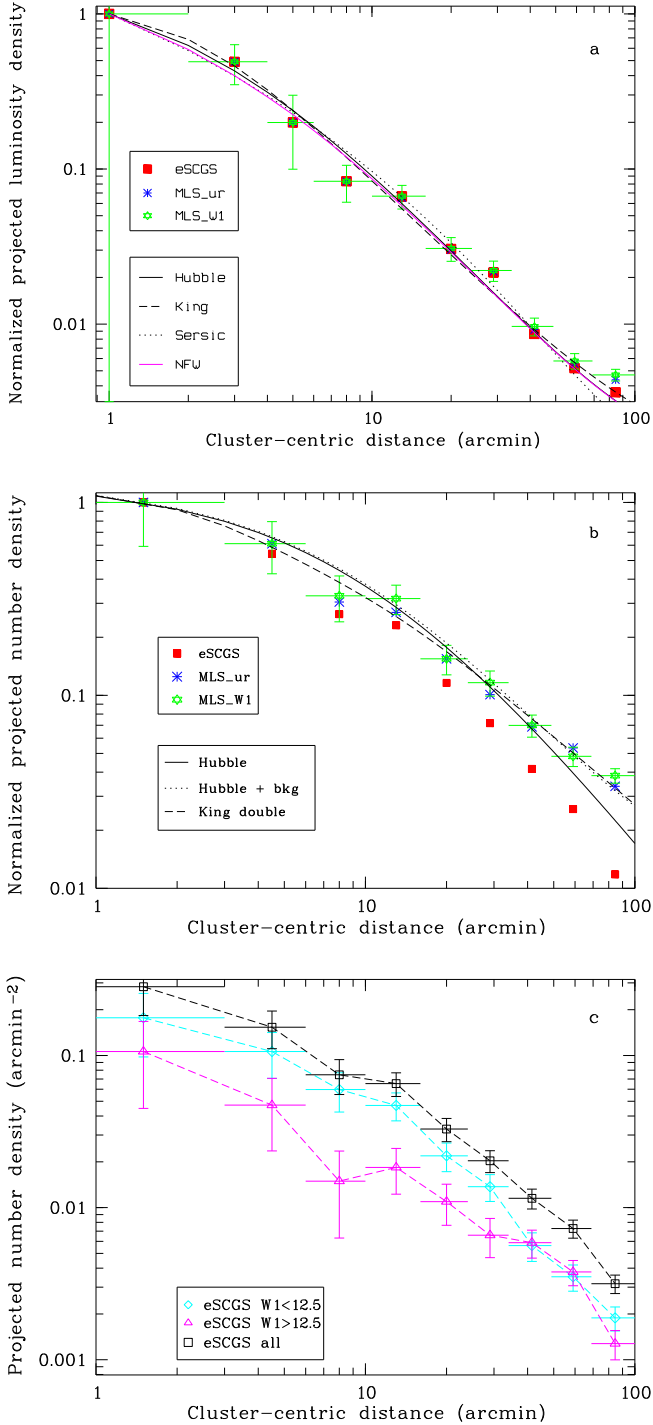 Normalized projected luminosity density
1
0.1
0.01
a
eSCGS
MLS_ur
MLS_W1
Hubble
King
Sersic
NFW
1
10
100
Cluster-centric distance (arcmin)
Normalized projected number density
1
0.1
0.01
b
eSCGS
MLS_ur
MLS_W1
Hubble
Hubble + bkg
King double
1
10
100
Cluster-centric distance (arcmin)
Projected number density (arcmin-2)
0.1
0.01
0.001
c
eSCGS W1<12.5
eSCGS W1>12.5
eSCGS all
1
10
100
Cluster-centric distance (arcmin)